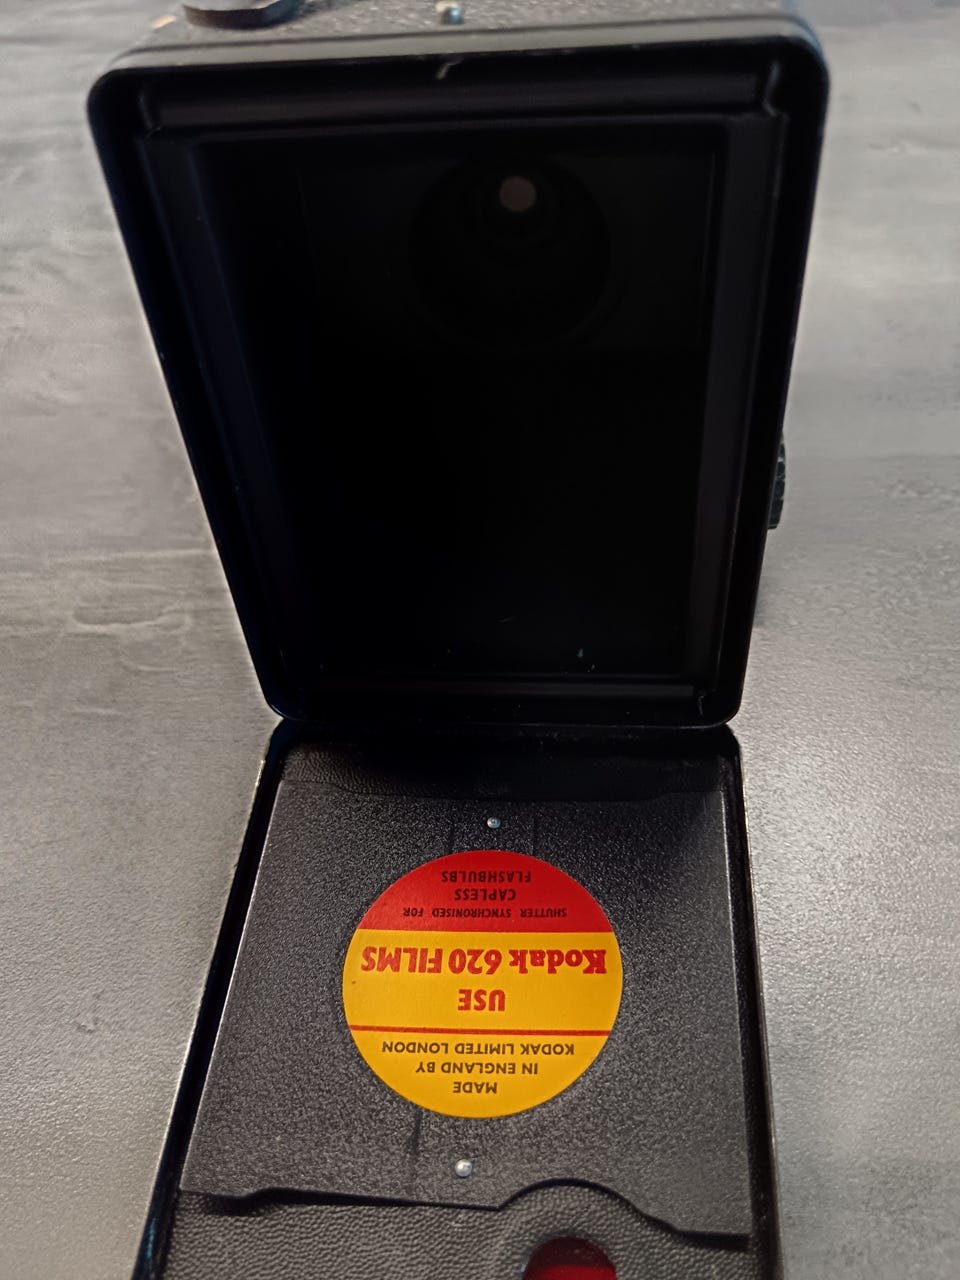 MADE
IN ENGLAND BY
KODAK LIMITED LONDON
USE
Kodak 620 FILMS
SHUTTER SYNCHRONISED FOR
CAPLESS
FLASHBULBS